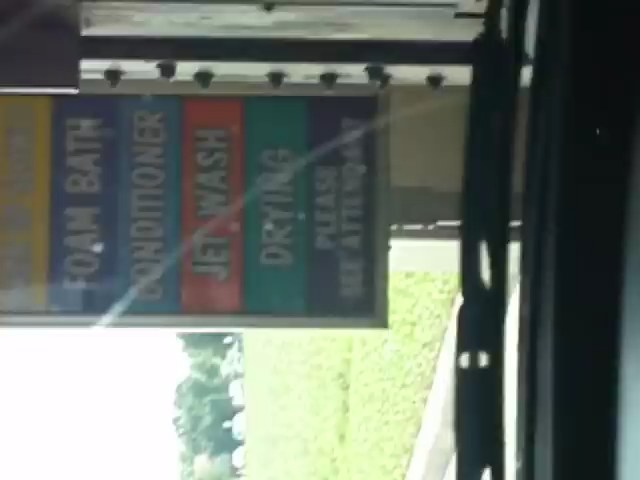 FOAM BATH
CONDITIONER
JET WASH
DRYING
PLEASE
SEE ATTENDANT